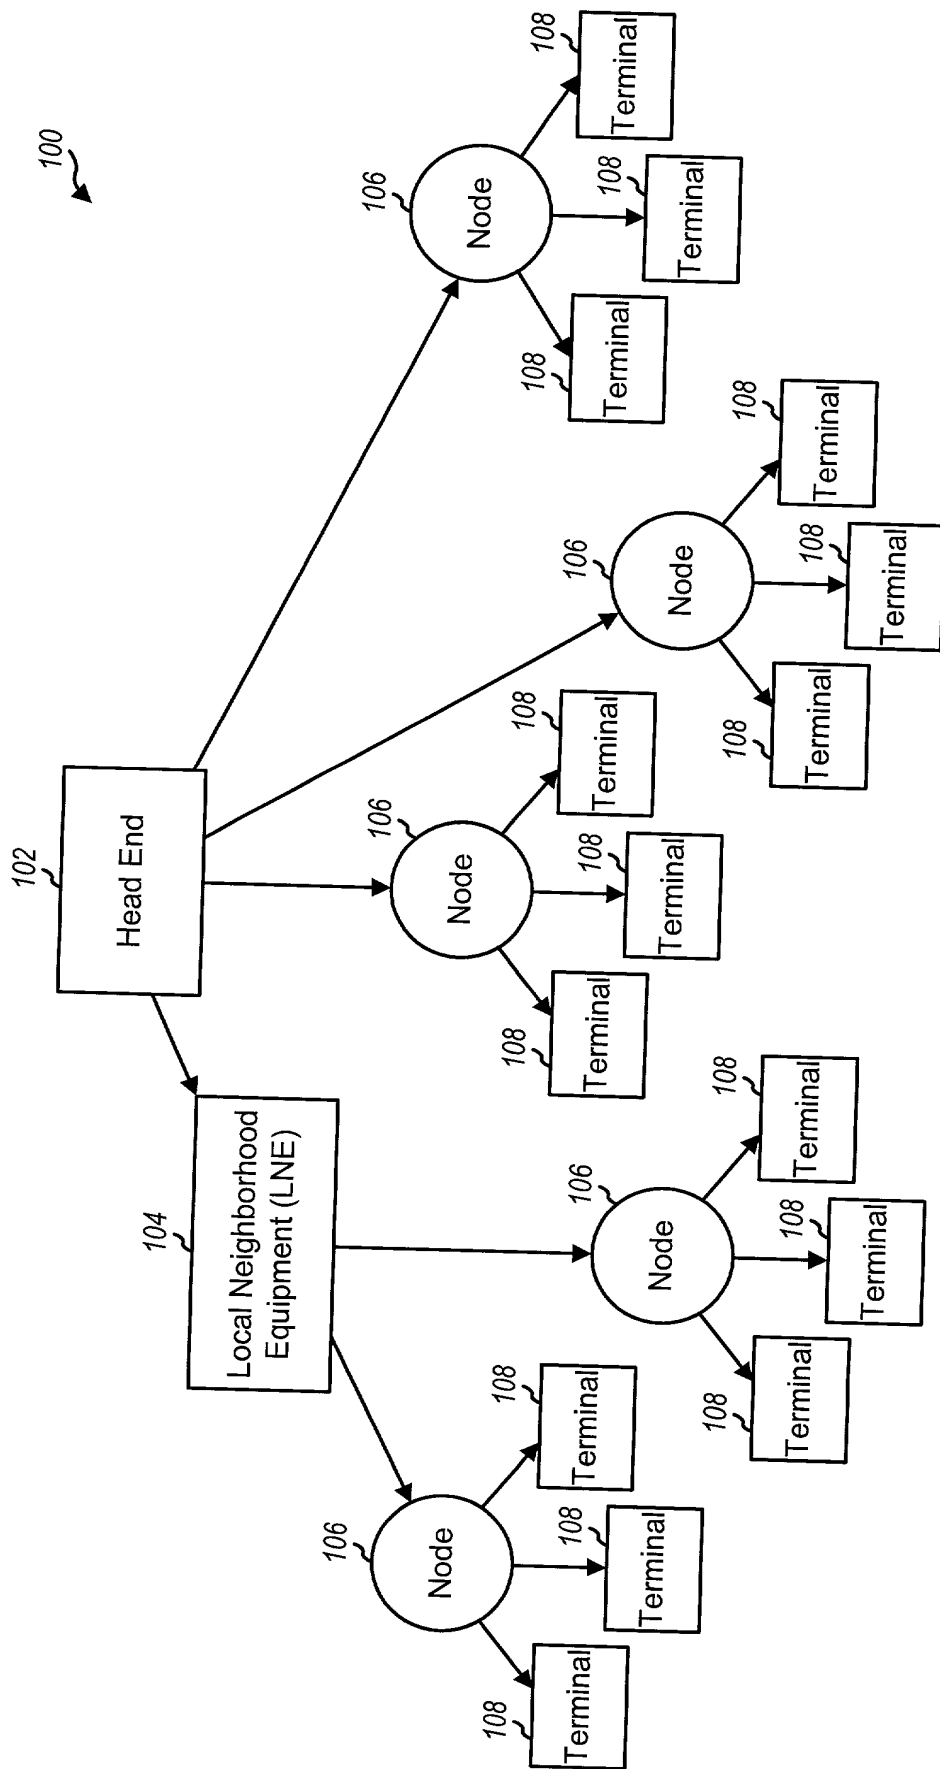 100
102
Head End
104
Local Neighborhood
Equipment (LNE)
106
Node
108
Terminal
108
Terminal
108
Terminal
106
Node
108
Terminal
108
Terminal
108
Terminal
106
Node
108
Terminal
108
Terminal
108
Terminal
106
Node
108
Terminal
108
Terminal
108
Terminal
106
Node
108
Terminal
108
Terminal
108
Terminal